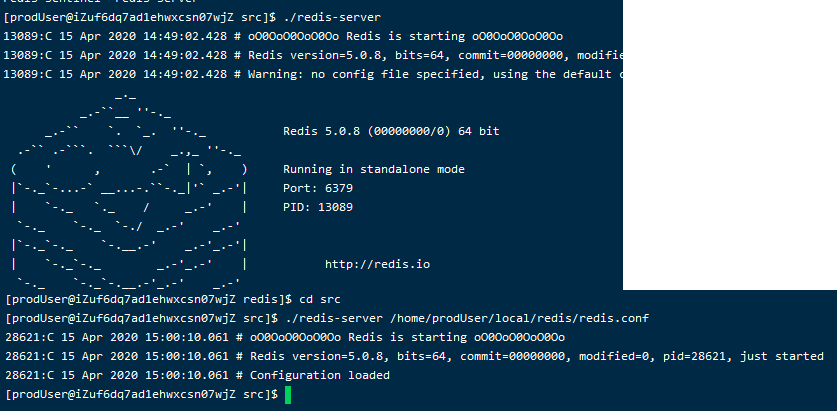 [prodUser@iZuf6dq7ad1ehwxcsn07wjZ src]$ ./redis-server
13089:C 15 Apr 2020 14:49:02.428 # oO0OoO0OoO0Oo Redis is starting oO0OoO0OoO0Oo
13089:C 15 Apr 2020 14:49:02.428 # Redis version=5.0.8, bits=64, commit=00000000, modified
13089:C 15 Apr 2020 14:49:02.428 # Warning: no config file specified, using the default
Redis 5.0.8 (00000000/0) 64 bit
Running in standalone mode
Port: 6379
PID: 13089
http://redis.io
[prodUser@iZuf6dq7ad1ehwxcsn07wjZ redis]$ cd src
[prodUser@iZuf6dq7ad1ehwxcsn07wjZ src]$ ./redis-server /home/prodUser/local/redis/redis.conf
28621:C 15 Apr 2020 15:00:10.061 # oO0OoO0OoO0Oo Redis is starting oO0OoO0OoO0Oo
28621:C 15 Apr 2020 15:00:10.061 # Redis version=5.0.8, bits=64, commit=00000000, modified=0, pid=28621, just started
28621:C 15 Apr 2020 15:00:10.061 # Configuration loaded
[prodUser@iZuf6dq7ad1ehwxcsn07wjZ src]$